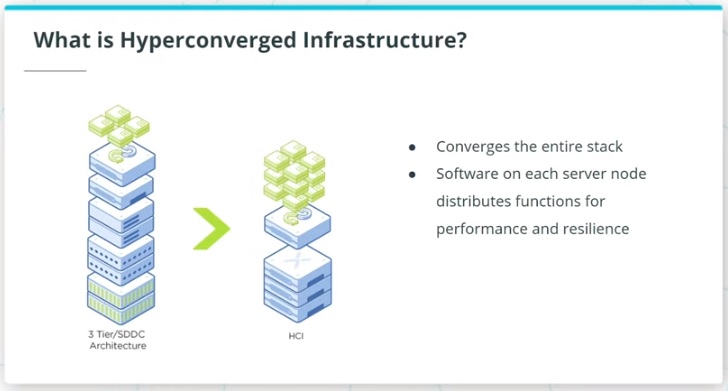 What is Hyperconverged Infrastructure?
3 Tier/SDDC
Architecture
HCI
● Converges the entire stack
● Software on each server node
distributes functions for
performance and resilience